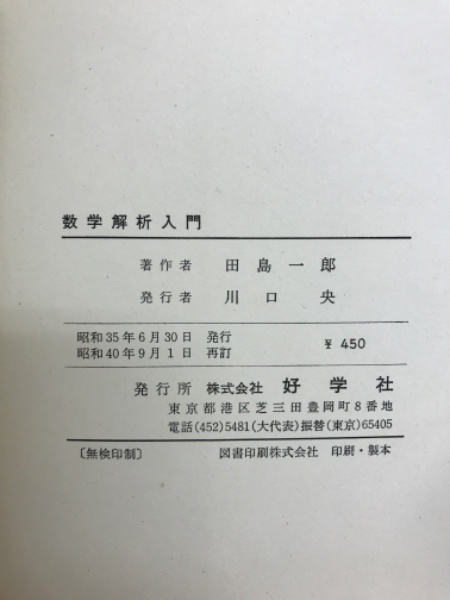 数学解析入門
著作者 田島一郎
発行者 川口央
昭和35年6月30日 発行
昭和40年9月1日 再訂
¥450
発行所 株式会社 好学社
東京都港区芝三田豊岡町8番地
電話(452)5481(大代表)振替(東京)65405
〔無検印制〕 図書印刷株式会社 印刷・製本